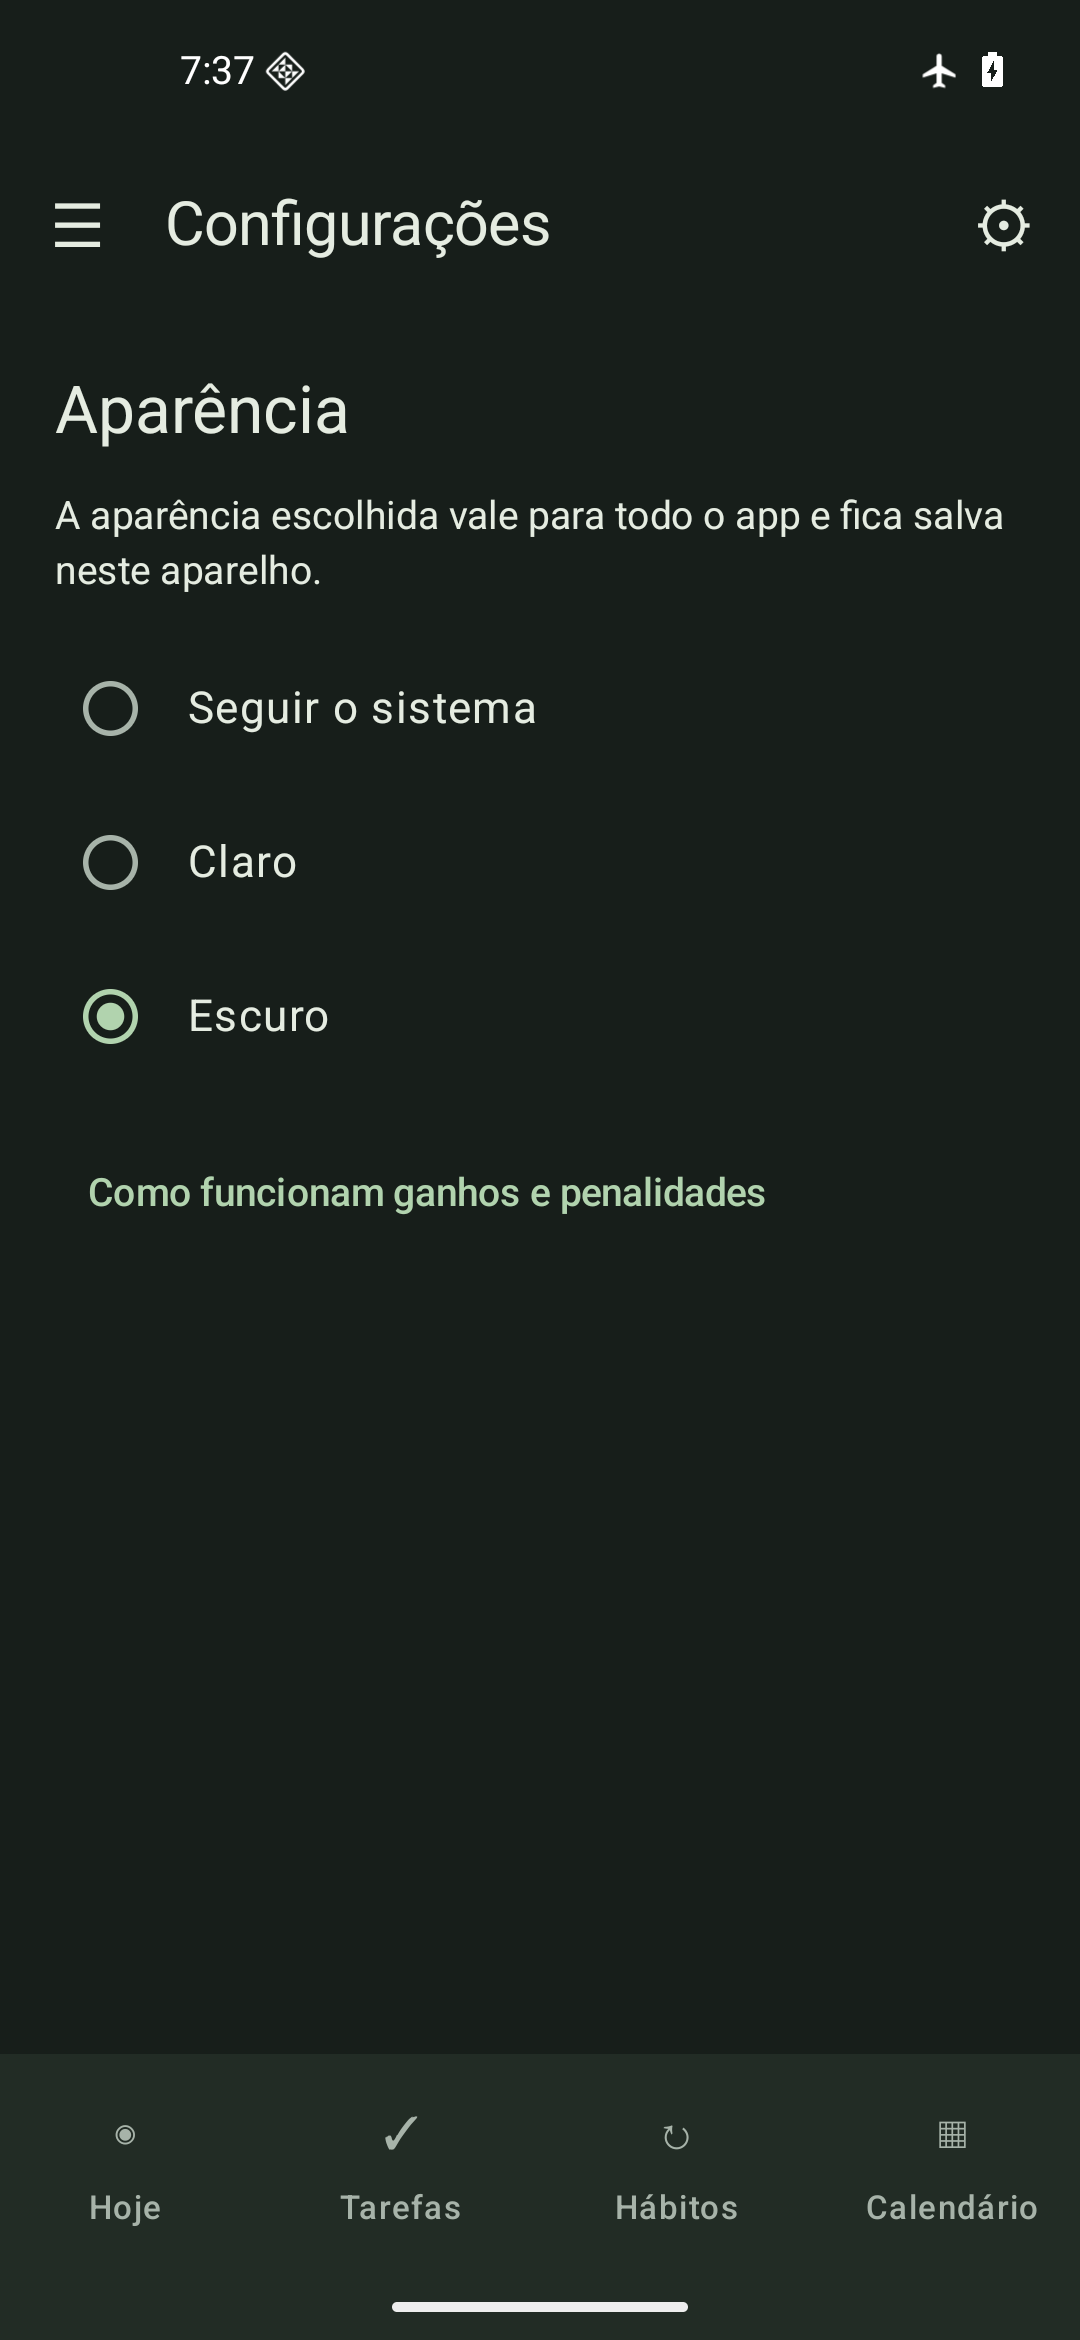 7:37
Configurações
Aparência
A aparência escolhida vale para todo o app e fica salva
neste aparelho.
Seguir o sistema
Claro
Escuro
Como funcionam ganhos e penalidades
Hoje
Tarefas
Hábitos
Calendário